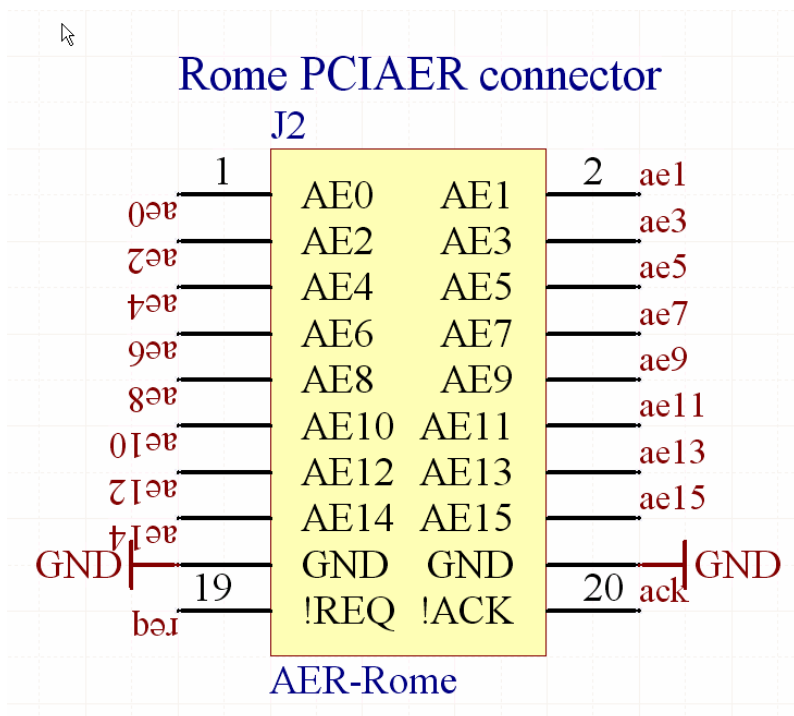 Rome PCIAER connector
J2
1 2 ae1
ae0 AE0 AE1
ae3
ae2 AE2 AE3
ae5
ae4 AE4 AE5
ae7
ae6 AE6 AE7
ae9
ae8 AE8 AE9
ae11
ae10 AE10 AE11
ae13
ae12 AE12 AE13
ae15
ae14 AE14 AE15
GND GND GND GND
19 20 ack
req !REQ !ACK
AER-Rome